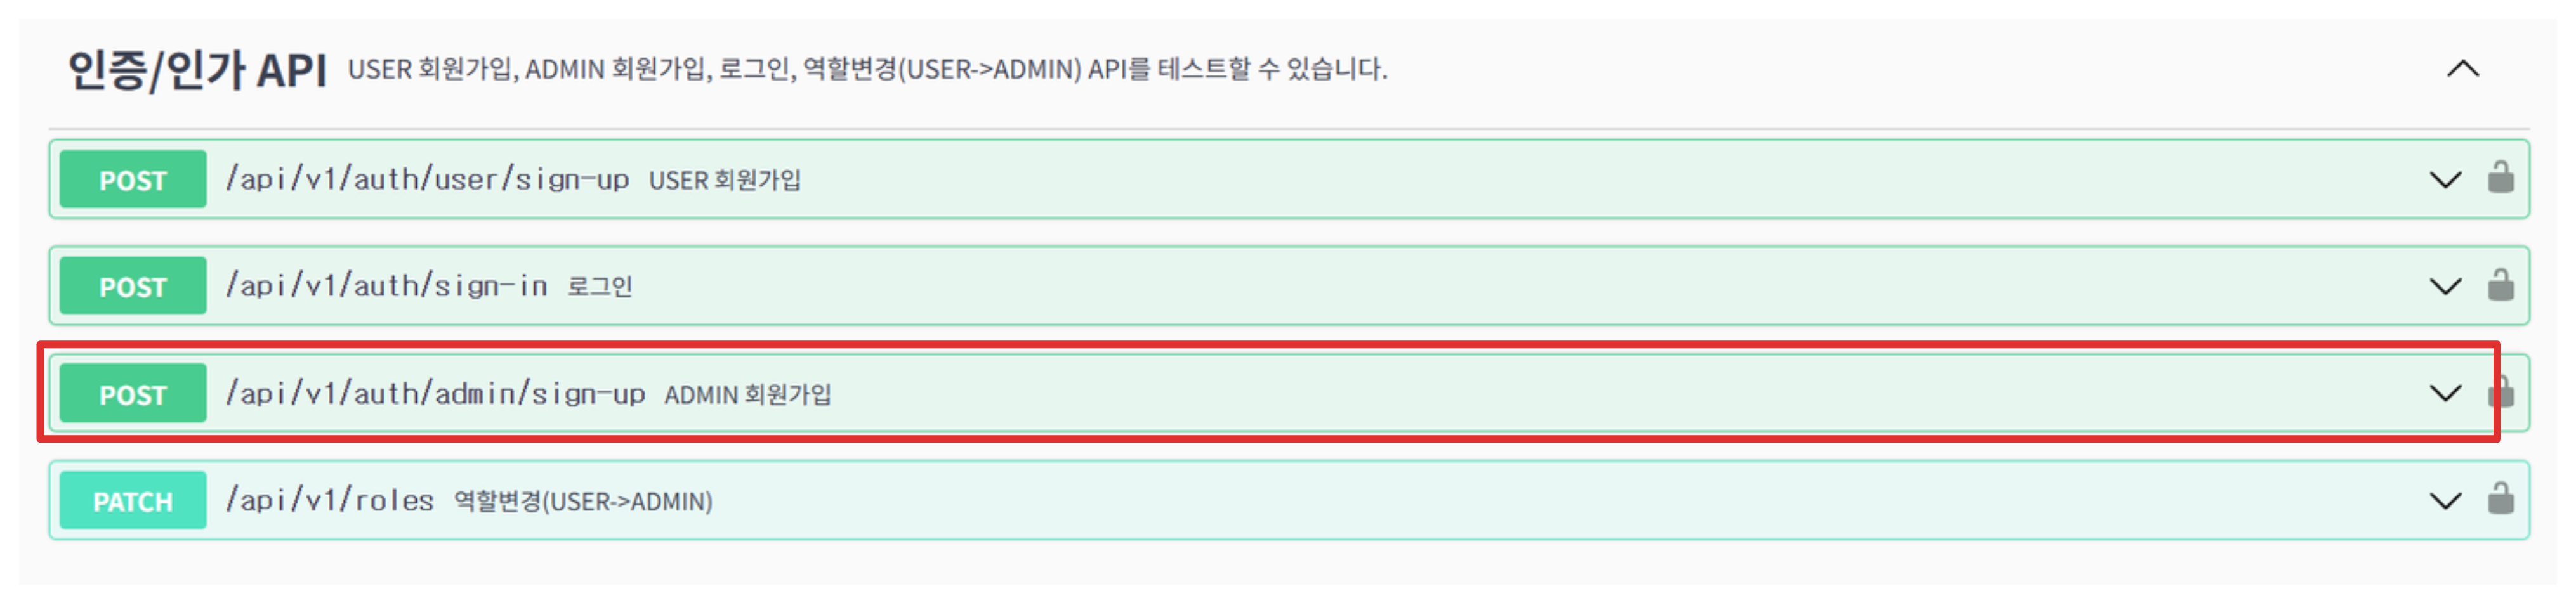 인증/인가 API USER 회원가입, ADMIN 회원가입, 로그인, 역할변경(USER->ADMIN) API를 테스트할 수 있습니다.
POST /api/v1/auth/user/sign-up USER 회원가입
POST /api/v1/auth/sign-in 로그인
POST /api/v1/auth/admin/sign-up ADMIN 회원가입
PATCH /api/v1/roles 역할변경(USER->ADMIN)